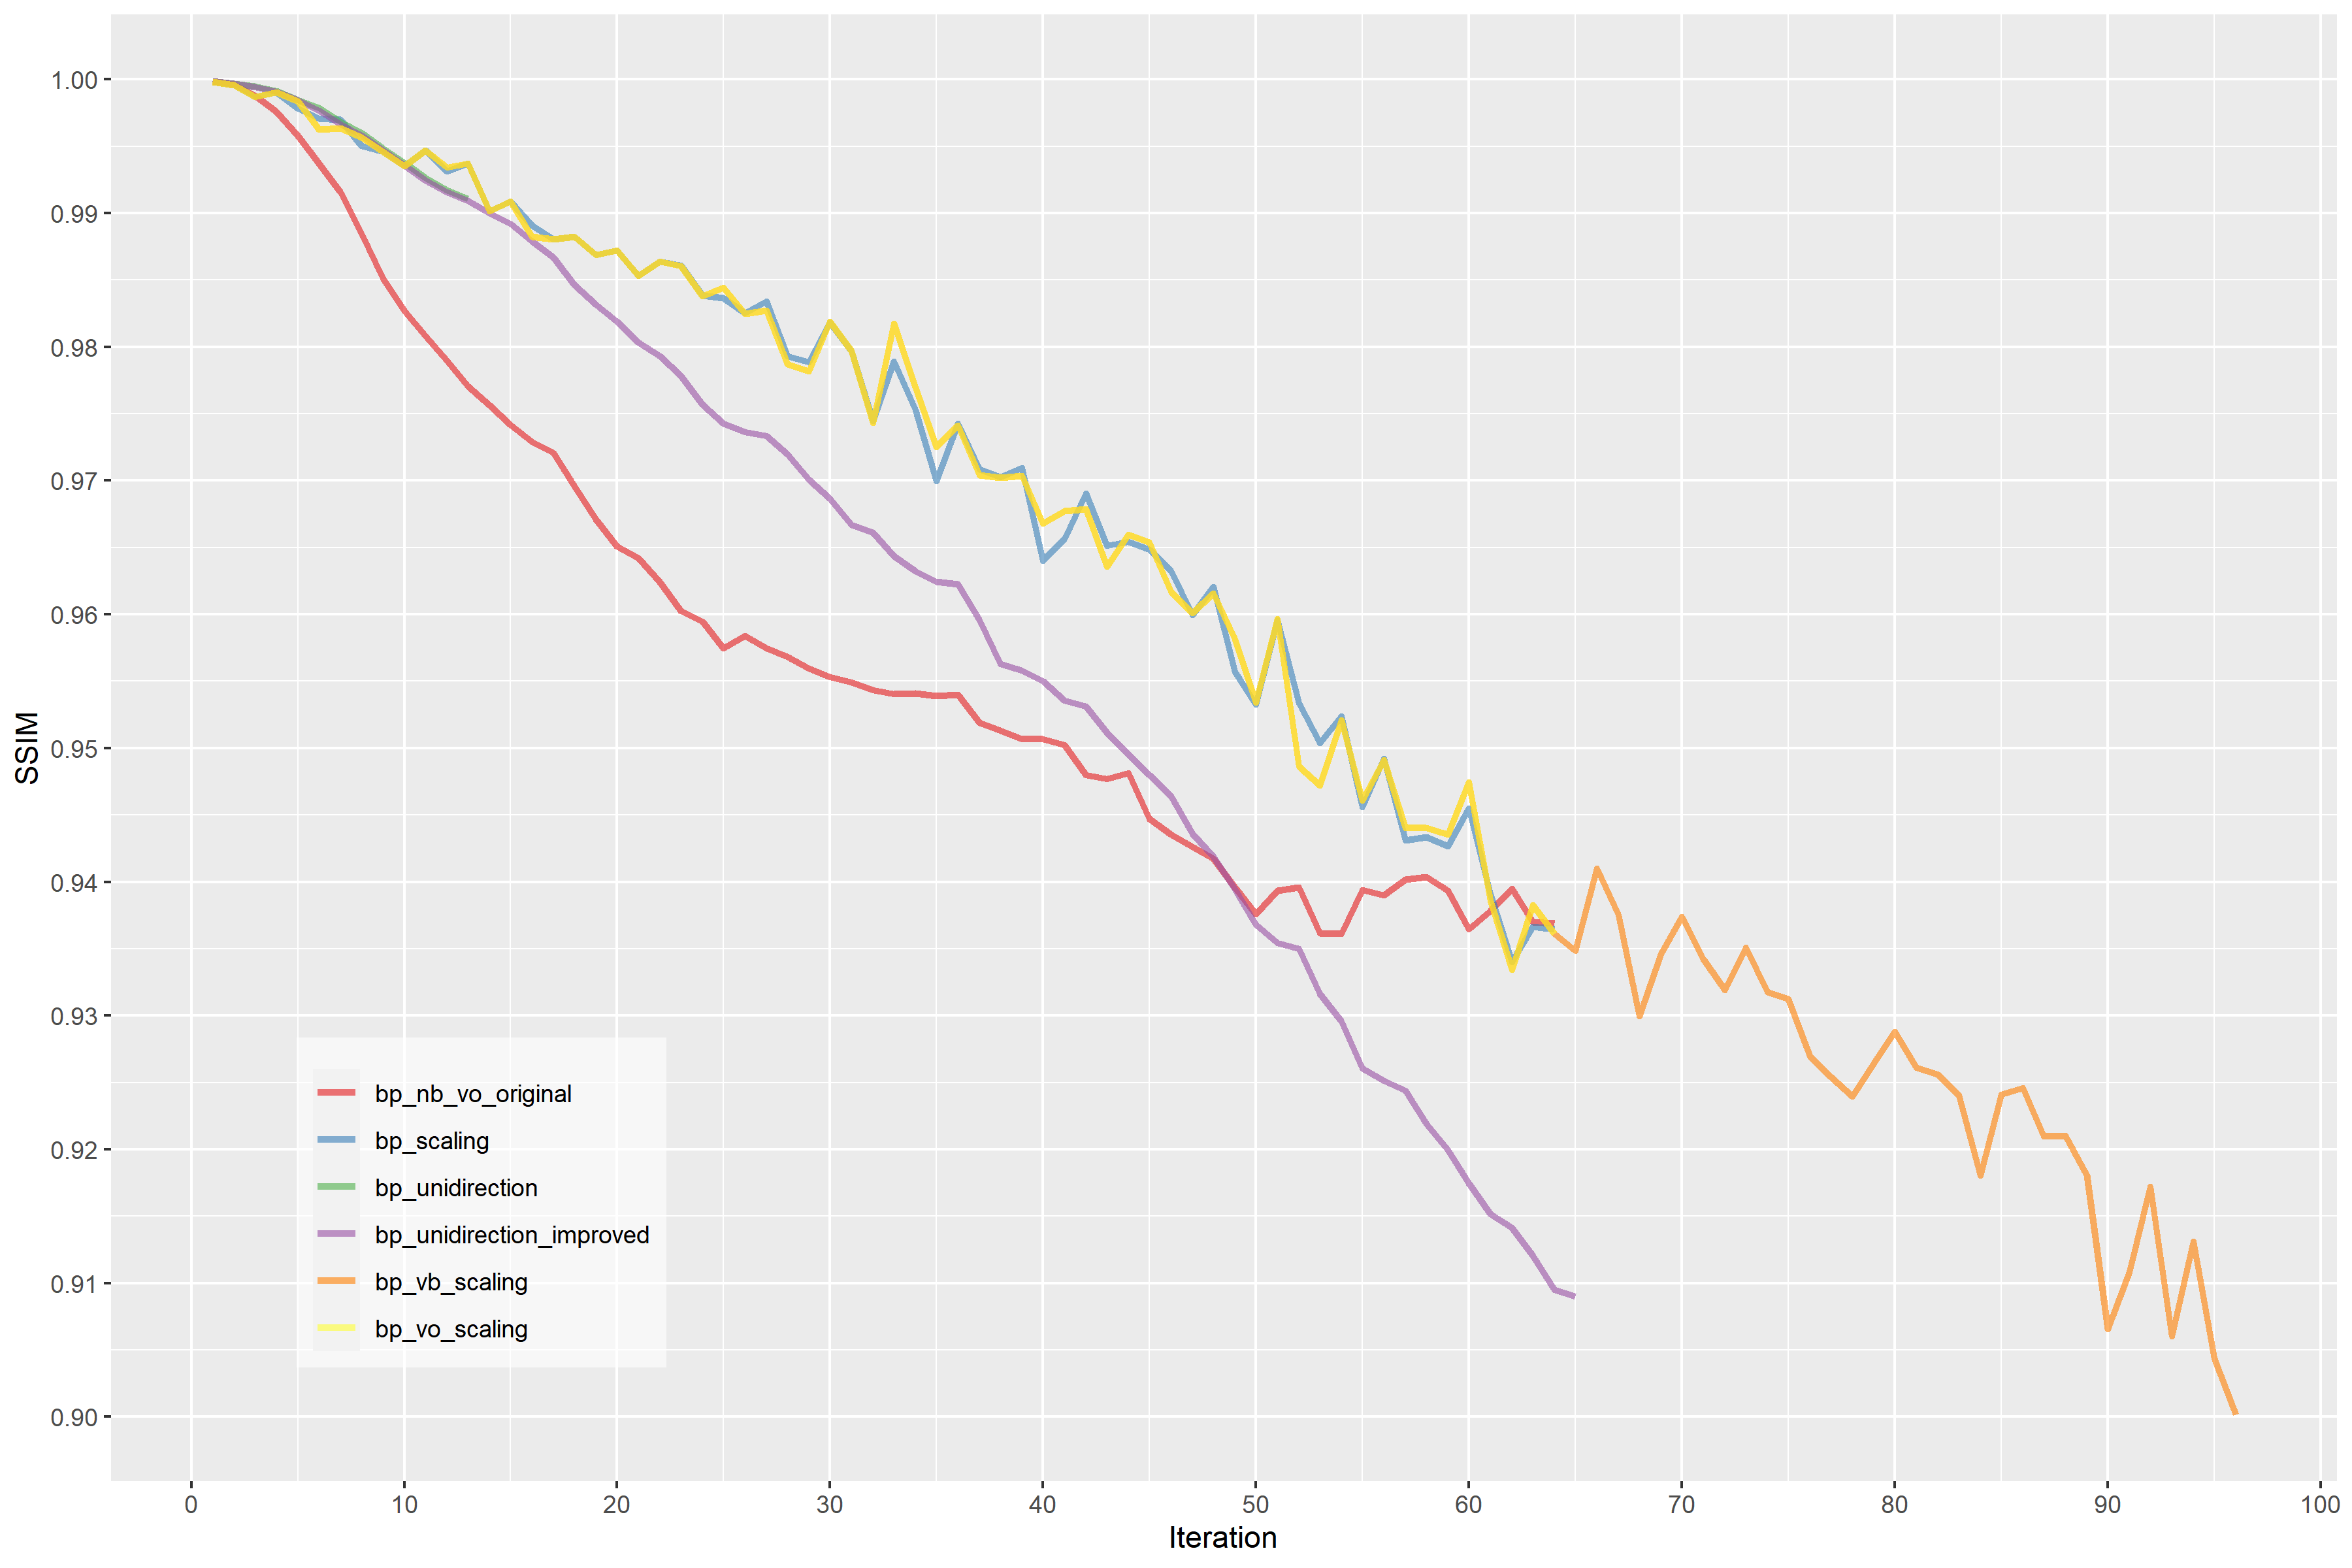 1.00
0.99
0.98
0.97
0.96
0.95
0.94
0.93
0.92
0.91
0.90
SSIM
bp_nb_vo_original
bp_scaling
bp_unidirection
bp_unidirection_improved
bp_vb_scaling
bp_vo_scaling
0 10 20 30 40 50 60 70 80 90 100
Iteration